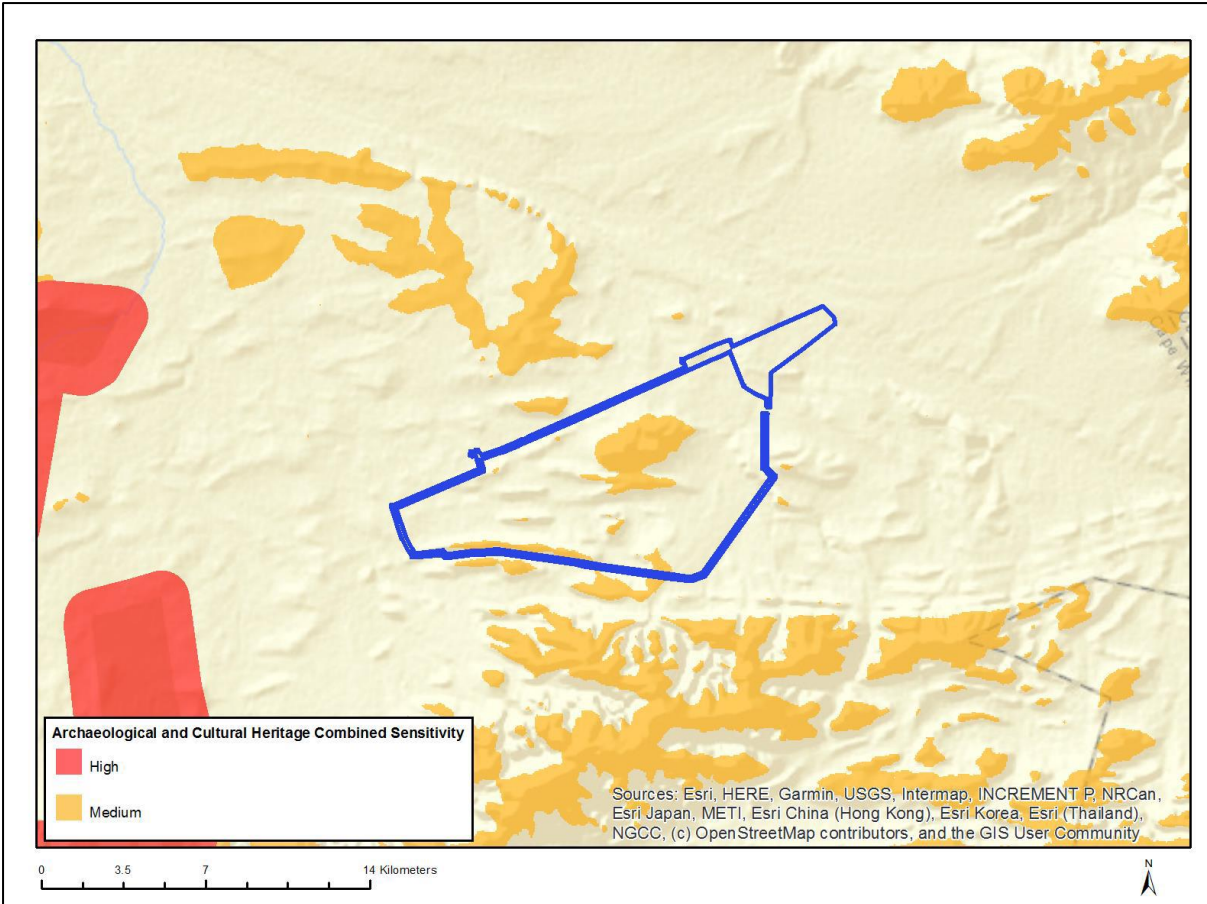 Archaeological and Cultural Heritage Combined Sensitivity
High
Medium
Sources: Esri, HERE, Garmin, USGS, Intermap, INCREMENT P, NRCan,
Esri Japan, METI, Esri China (Hong Kong), Esri Korea, Esri (Thailand),
NGCC, (c) OpenStreetMap contributors, and the GIS User Community
0 3.5 7 14 Kilometers
N